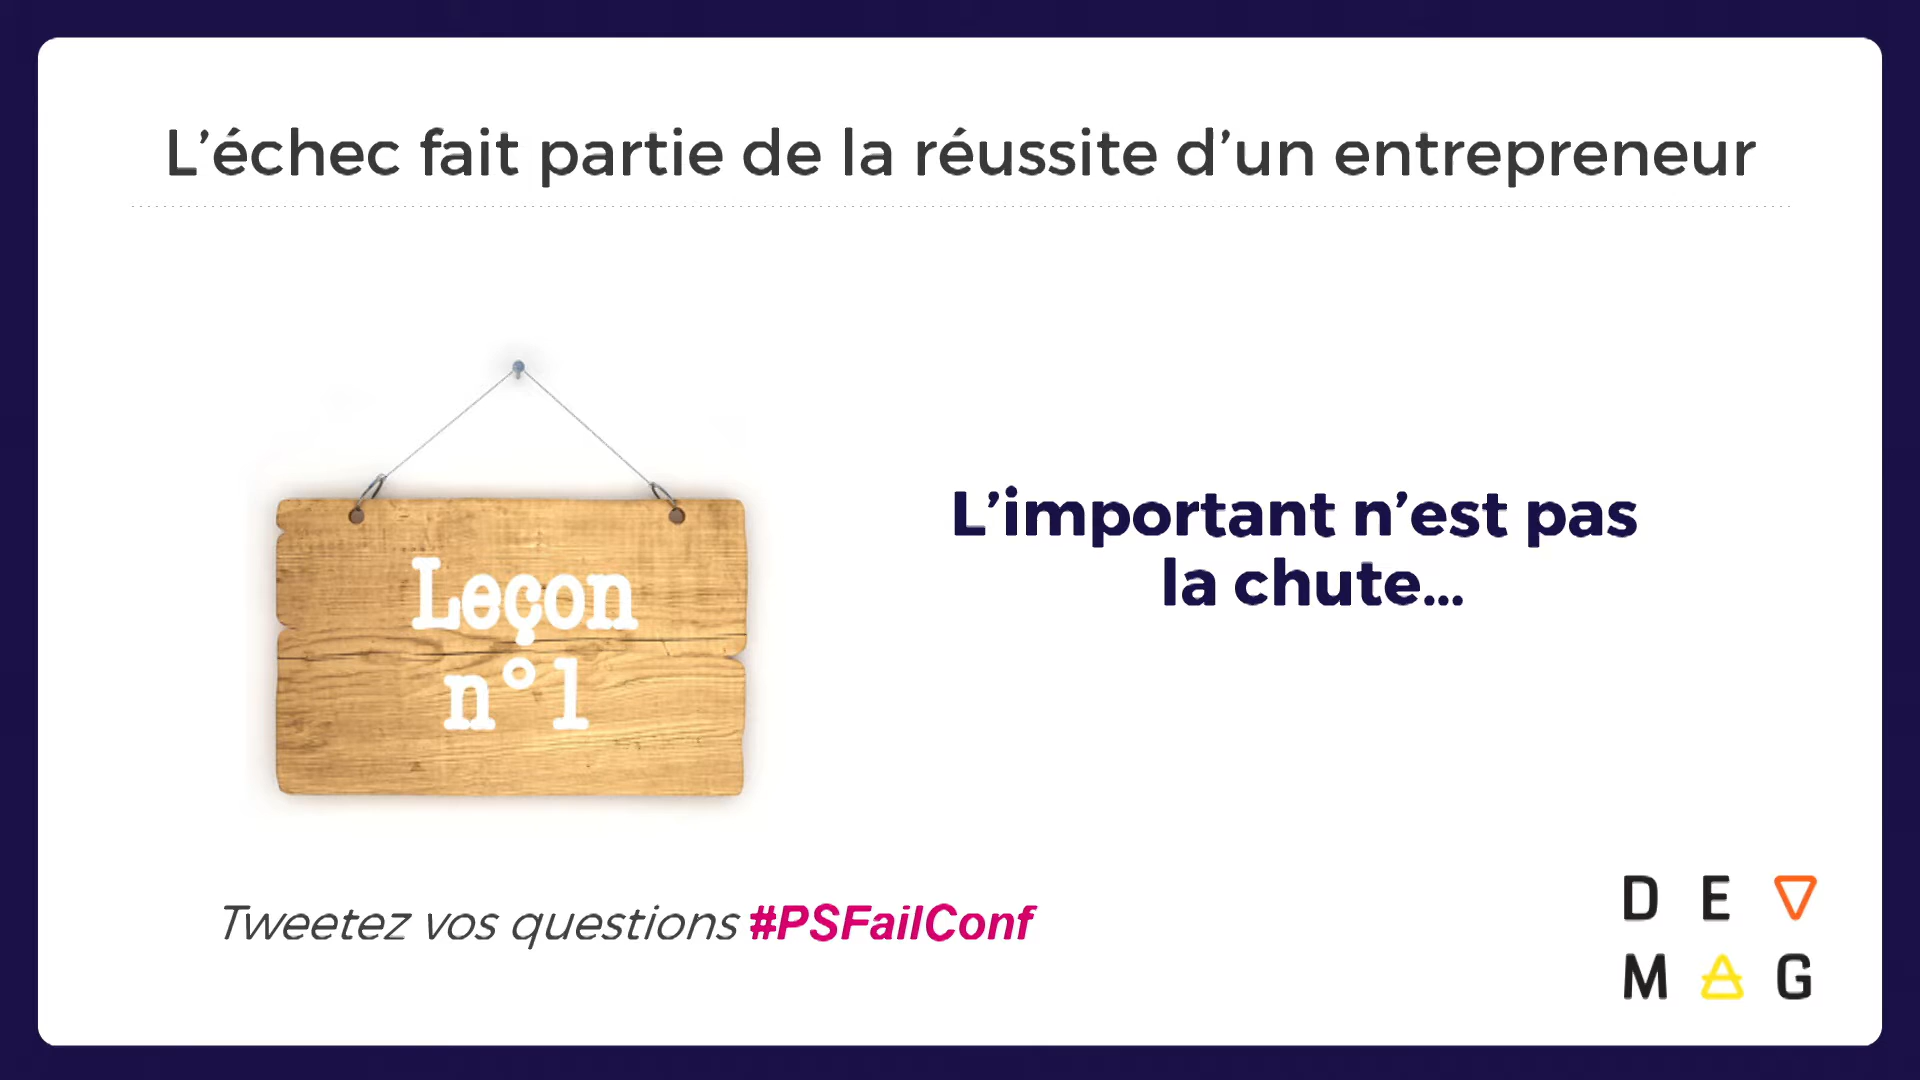 L’échec fait partie de la réussite d’un entrepreneur
Leçon
n°1
L’important n’est pas
la chute...
Tweetez vos questions #PSFailConf
D E V
M A G